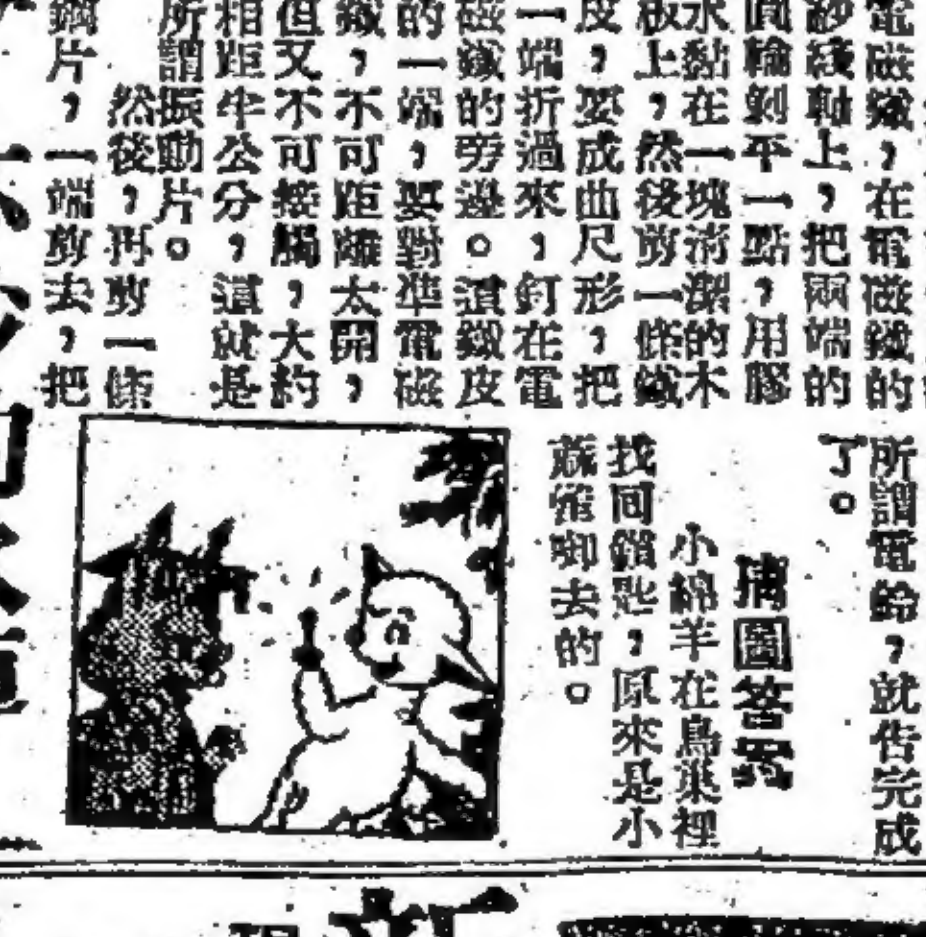 電磁鐵,在電磁鐵的
紗綫軸上,把兩端的
圓輪剝平一點,用膠
水黏在一塊清潔的木
板上,然後剪一條鐵
皮,要成曲尺形,把
一端折過來,釘在電
磁鐵的旁邊。這鐵皮
的一端,要對準電磁
鐵,不可距離太開,
但又不可接觸,大約
相距半公分,這就是
所謂振動片。
然後,再剪一條
鋼片,一端剪去,把
所謂電鈴,就告完成
了。
猜圖答案
小綿羊在鳥巢裡
找回鎖匙,原來是小
蔴雀啣去的。